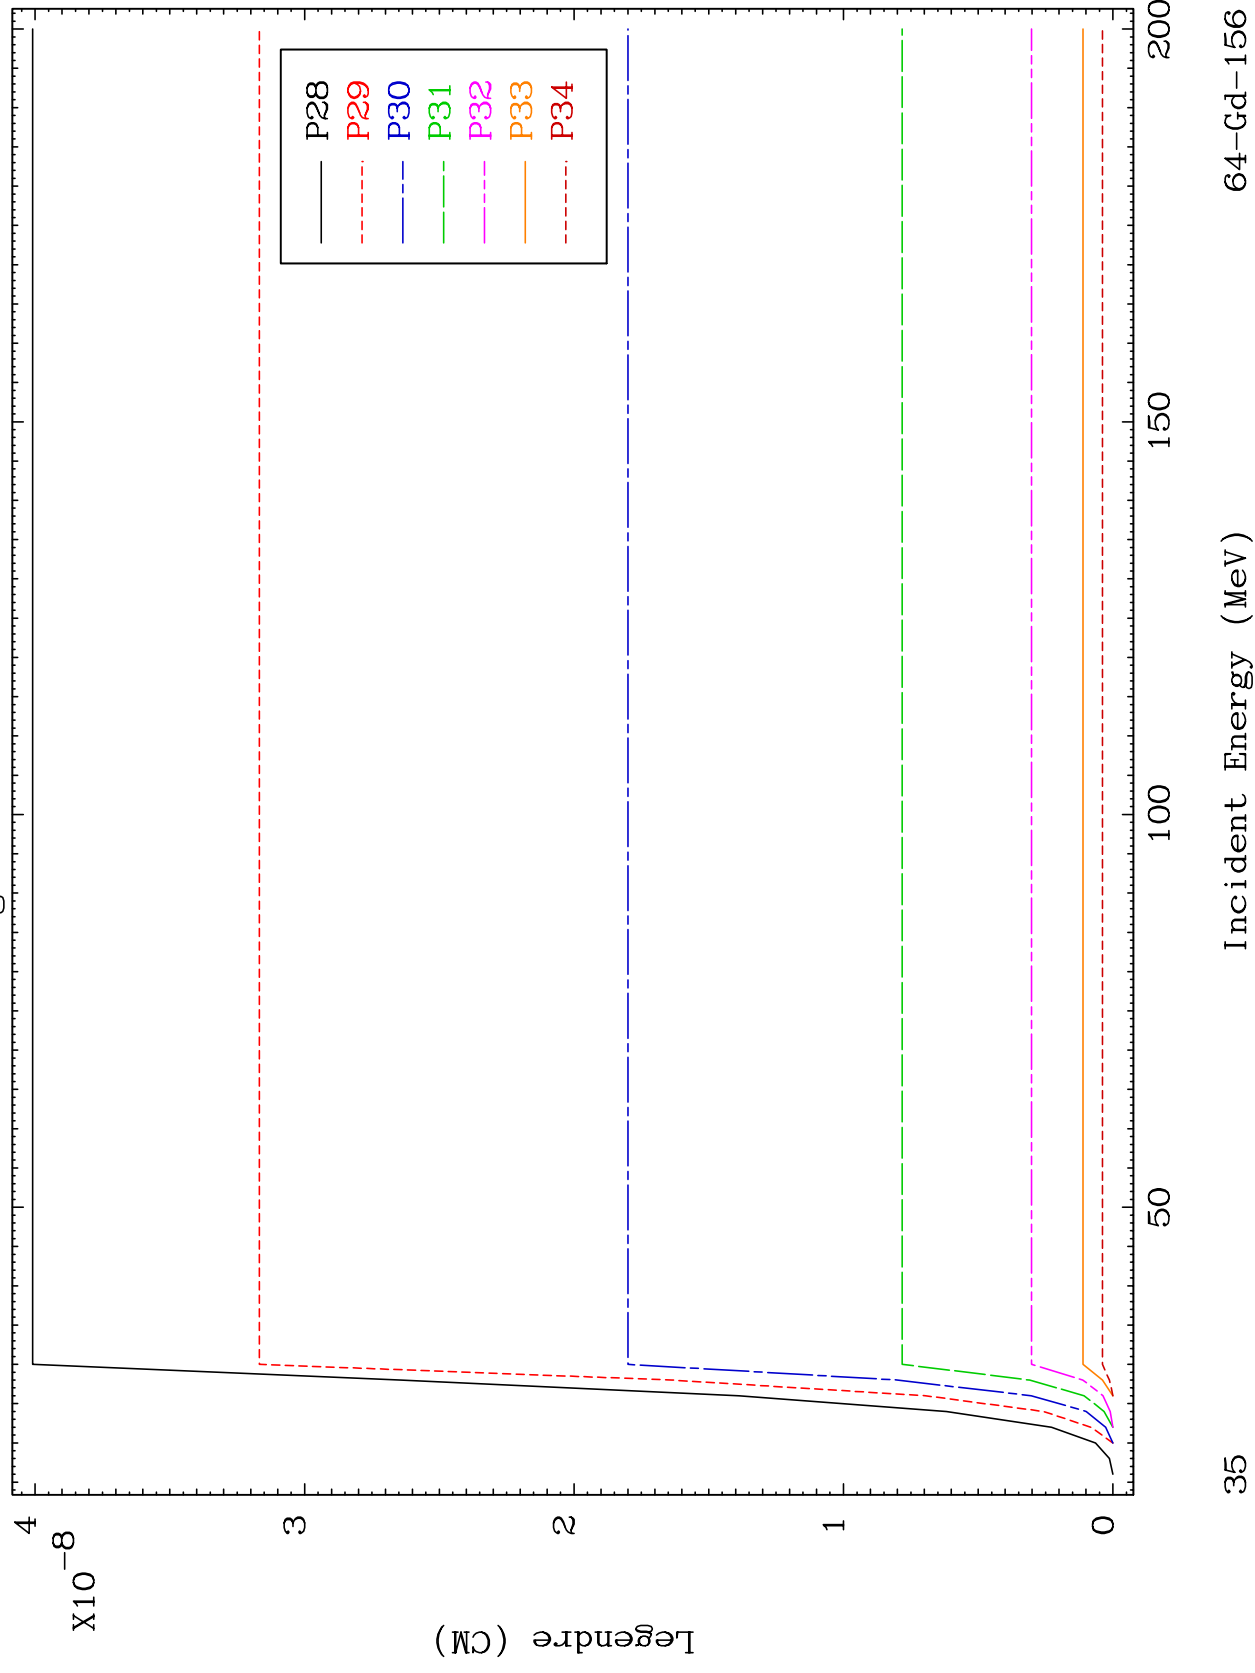 X10-8
4
3
2
1
0
Legendre (CM)
P28
P29
P30
P31
P32
P33
P34
50
100
150
200
Incident Energy (MeV)
35
64-Gd-156